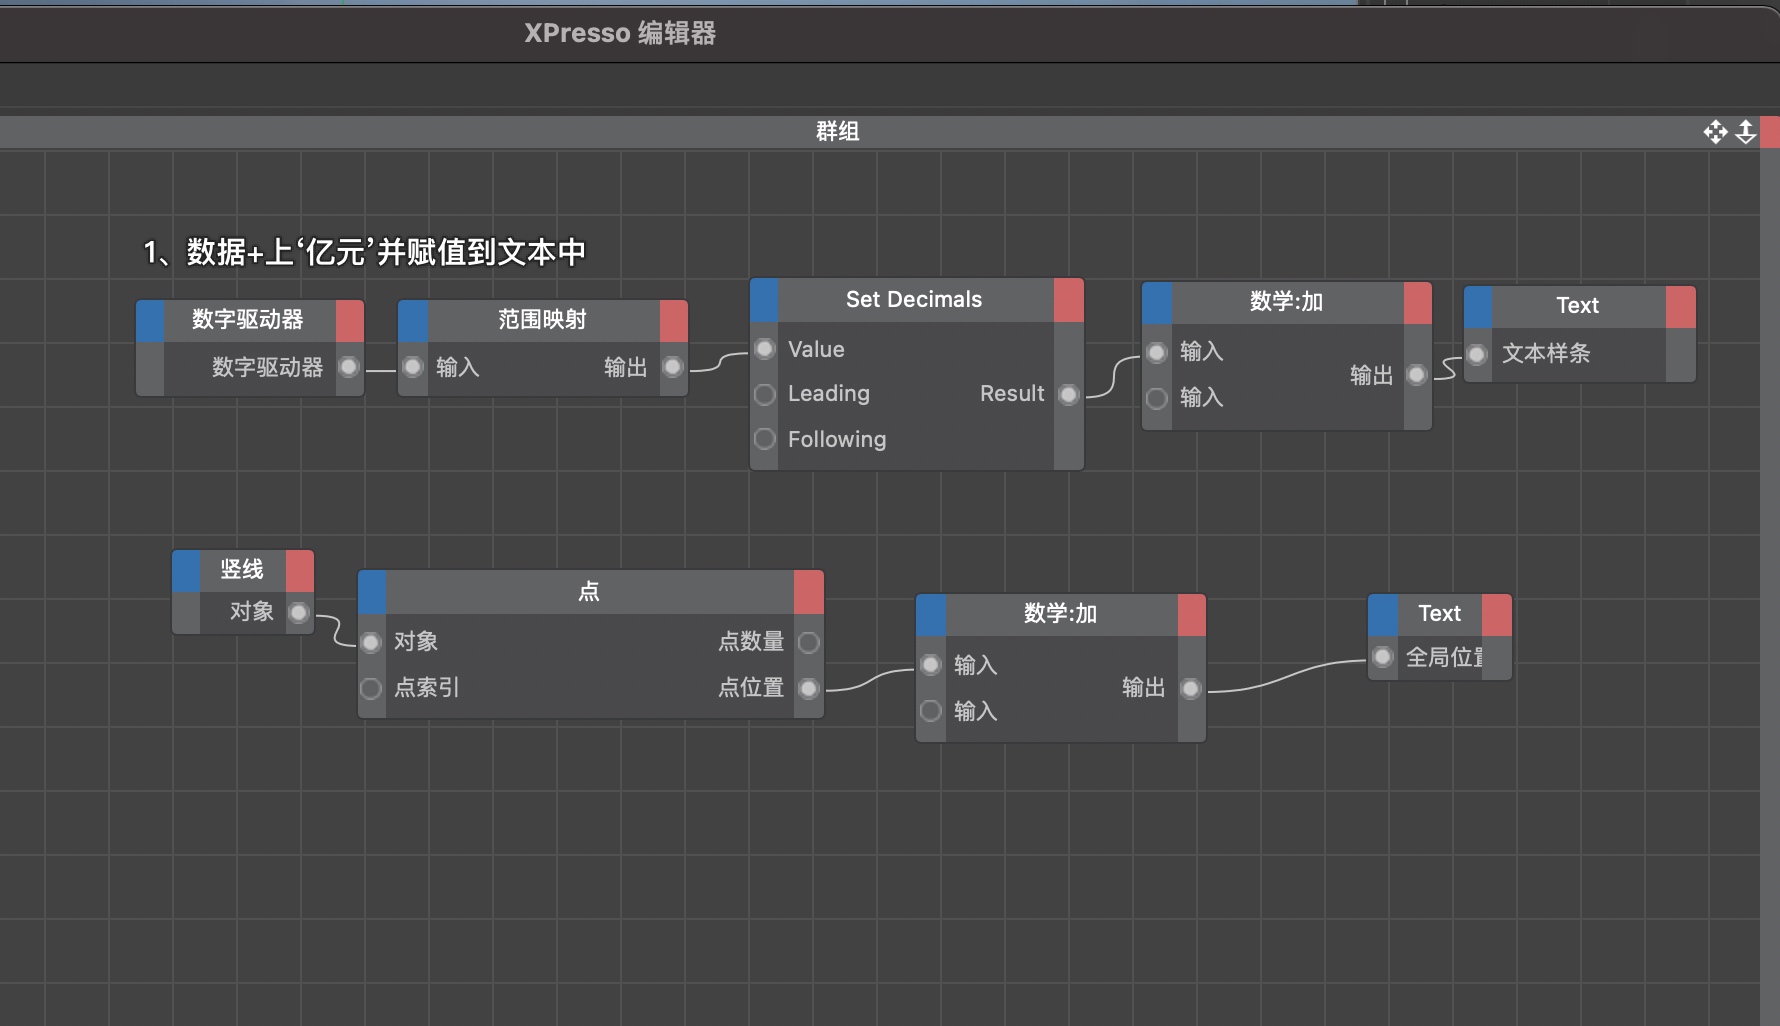 XPresso 编辑器
群组
1、数据+上‘亿元’并赋值到文本中
数字驱动器
数字驱动器
范围映射
输入 输出
Set Decimals
Value
Leading Result
Following
数学:加
输入
输出
输入
Text
文本样条
竖线
对象
点
对象 点数量
点索引 点位置
数学:加
输入
输出
输入
Text
全局位置